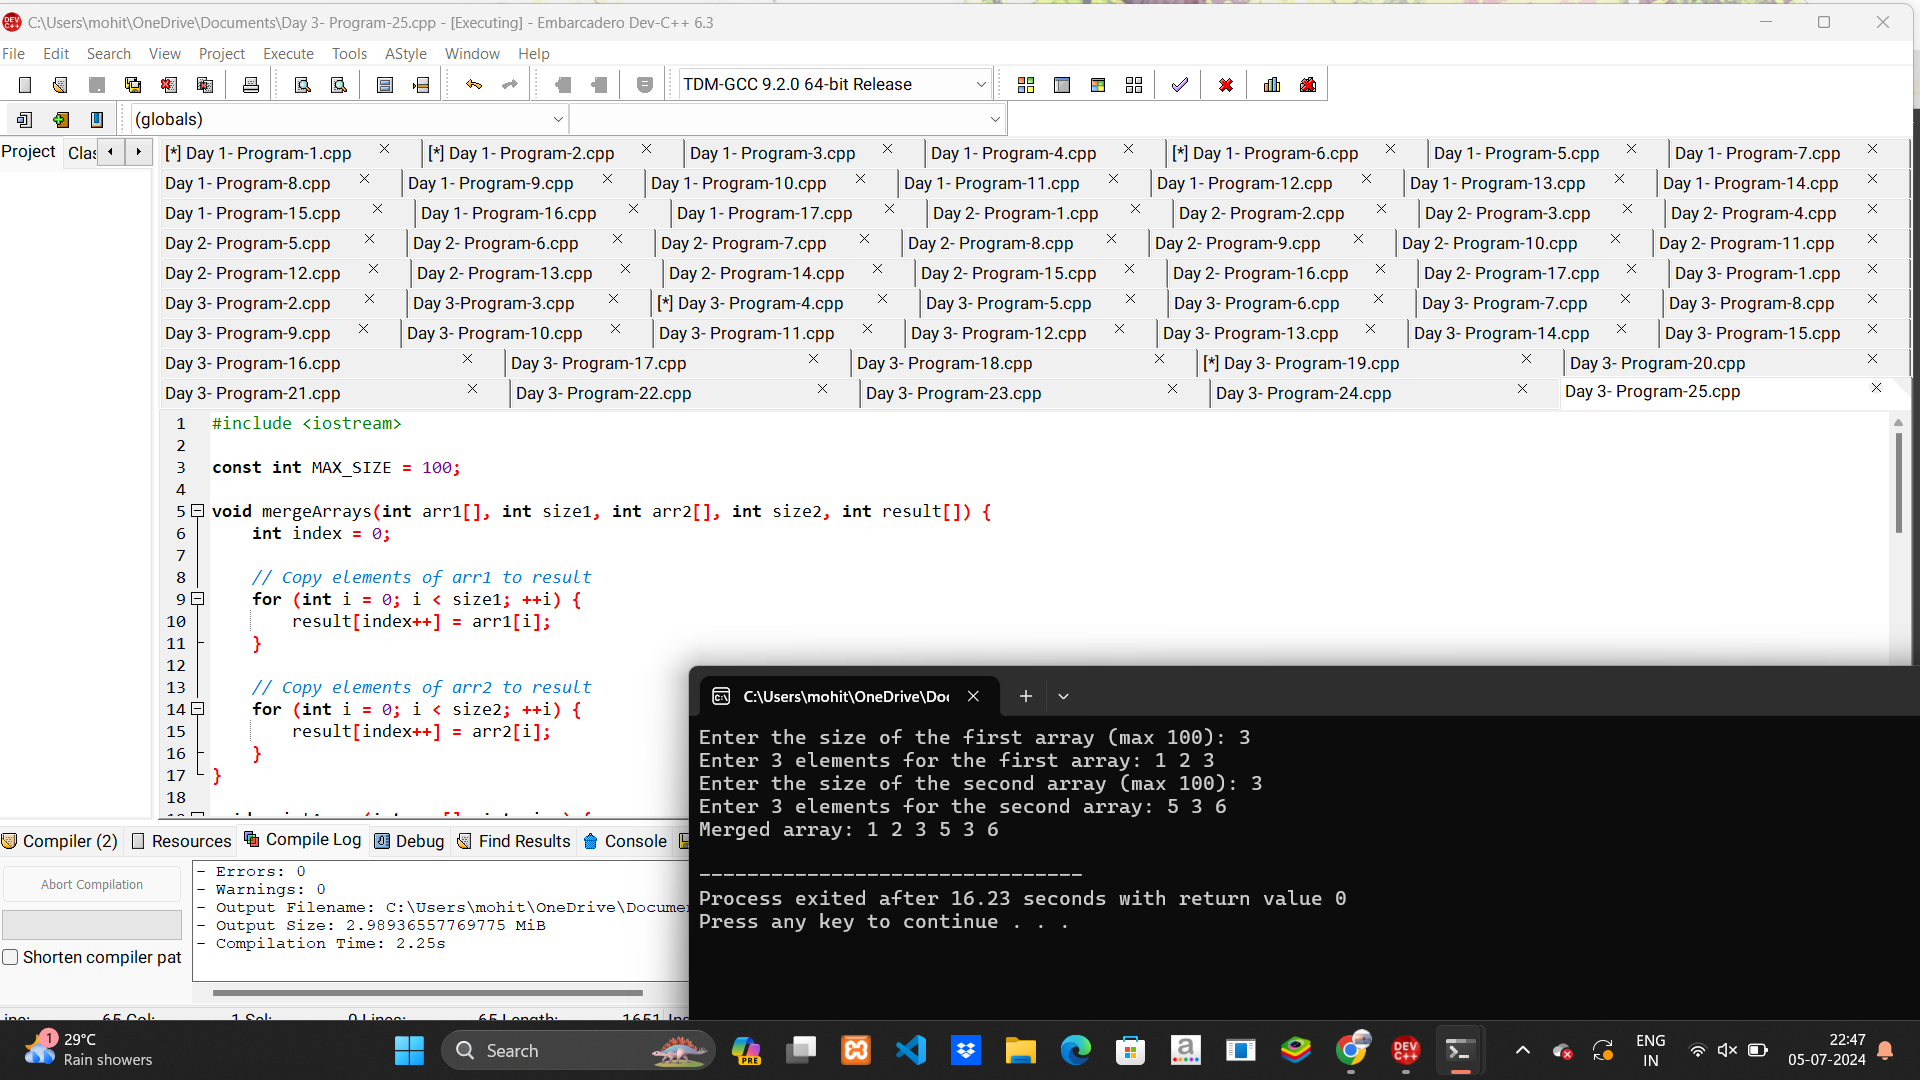 C:\Users\mohit\OneDrive\Documents\Day 3- Program-25.cpp - [Executing] - Embarcadero Dev-C++ 6.3
File Edit Search View Project Execute Tools AStyle Window Help
TDM-GCC 9.2.0 64-bit Release
(globals)
Project Clas
[*] Day 1- Program-1.cpp [*] Day 1- Program-2.cpp Day 1- Program-3.cpp Day 1- Program-4.cpp [*] Day 1- Program-6.cpp Day 1- Program-5.cpp Day 1- Program-7.cpp
Day 1- Program-8.cpp Day 1- Program-9.cpp Day 1- Program-10.cpp Day 1- Program-11.cpp Day 1- Program-12.cpp Day 1- Program-13.cpp Day 1- Program-14.cpp
Day 1- Program-15.cpp Day 1- Program-16.cpp Day 1- Program-17.cpp Day 2- Program-1.cpp Day 2- Program-2.cpp Day 2- Program-3.cpp Day 2- Program-4.cpp
Day 2- Program-5.cpp Day 2- Program-6.cpp Day 2- Program-7.cpp Day 2- Program-8.cpp Day 2- Program-9.cpp Day 2- Program-10.cpp Day 2- Program-11.cpp
Day 2- Program-12.cpp Day 2- Program-13.cpp Day 2- Program-14.cpp Day 2- Program-15.cpp Day 2- Program-16.cpp Day 2- Program-17.cpp Day 3- Program-1.cpp
Day 3- Program-2.cpp Day 3-Program-3.cpp [*] Day 3- Program-4.cpp Day 3- Program-5.cpp Day 3- Program-6.cpp Day 3- Program-7.cpp Day 3- Program-8.cpp
Day 3- Program-9.cpp Day 3- Program-10.cpp Day 3- Program-11.cpp Day 3- Program-12.cpp Day 3- Program-13.cpp Day 3- Program-14.cpp Day 3- Program-15.cpp
Day 3- Program-16.cpp Day 3- Program-17.cpp Day 3- Program-18.cpp [*] Day 3- Program-19.cpp Day 3- Program-20.cpp
Day 3- Program-21.cpp Day 3- Program-22.cpp Day 3- Program-23.cpp Day 3- Program-24.cpp Day 3- Program-25.cpp
1 #include <iostream>
2
3 const int MAX_SIZE = 100;
4
5 void mergeArrays(int arr1[], int size1, int arr2[], int size2, int result[]) {
6 int index = 0;
7
8 // Copy elements of arr1 to result
9 for (int i = 0; i < size1; ++i) {
10 result[index++] = arr1[i];
11 }
12
13 // Copy elements of arr2 to result
14 for (int i = 0; i < size2; ++i) {
15 result[index++] = arr2[i];
16 }
17 }
18
C:\Users\mohit\OneDrive\Doc
Enter the size of the first array (max 100): 3
Enter 3 elements for the first array: 1 2 3
Enter the size of the second array (max 100): 3
Enter 3 elements for the second array: 5 3 6
Merged array: 1 2 3 5 3 6
--------------------------------
Process exited after 16.23 seconds with return value 0
Press any key to continue . . .
Compiler (2) Resources Compile Log Debug Find Results Console
Abort Compilation
Shorten compiler pat
- Errors: 0
- Warnings: 0
- Output Filename: C:\Users\mohit\OneDrive\Documen
- Output Size: 2.98936557769775 MiB
- Compilation Time: 2.25s
65 Col: 1 Sel: 0 Lines: 65 Length: 1651
1 29°C
Rain showers
Search
PRE
DEV C++
ENG
IN
22:47
05-07-2024